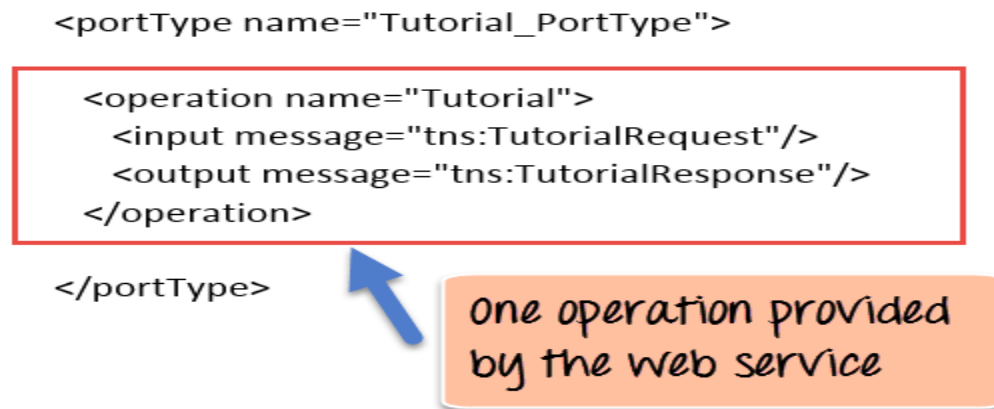 <portType name="Tutorial_PortType">
<operation name="Tutorial">
<input message="tns:TutorialRequest"/>
<output message="tns:TutorialResponse"/>
</operation>
</portType>
One operation provided
by the web service